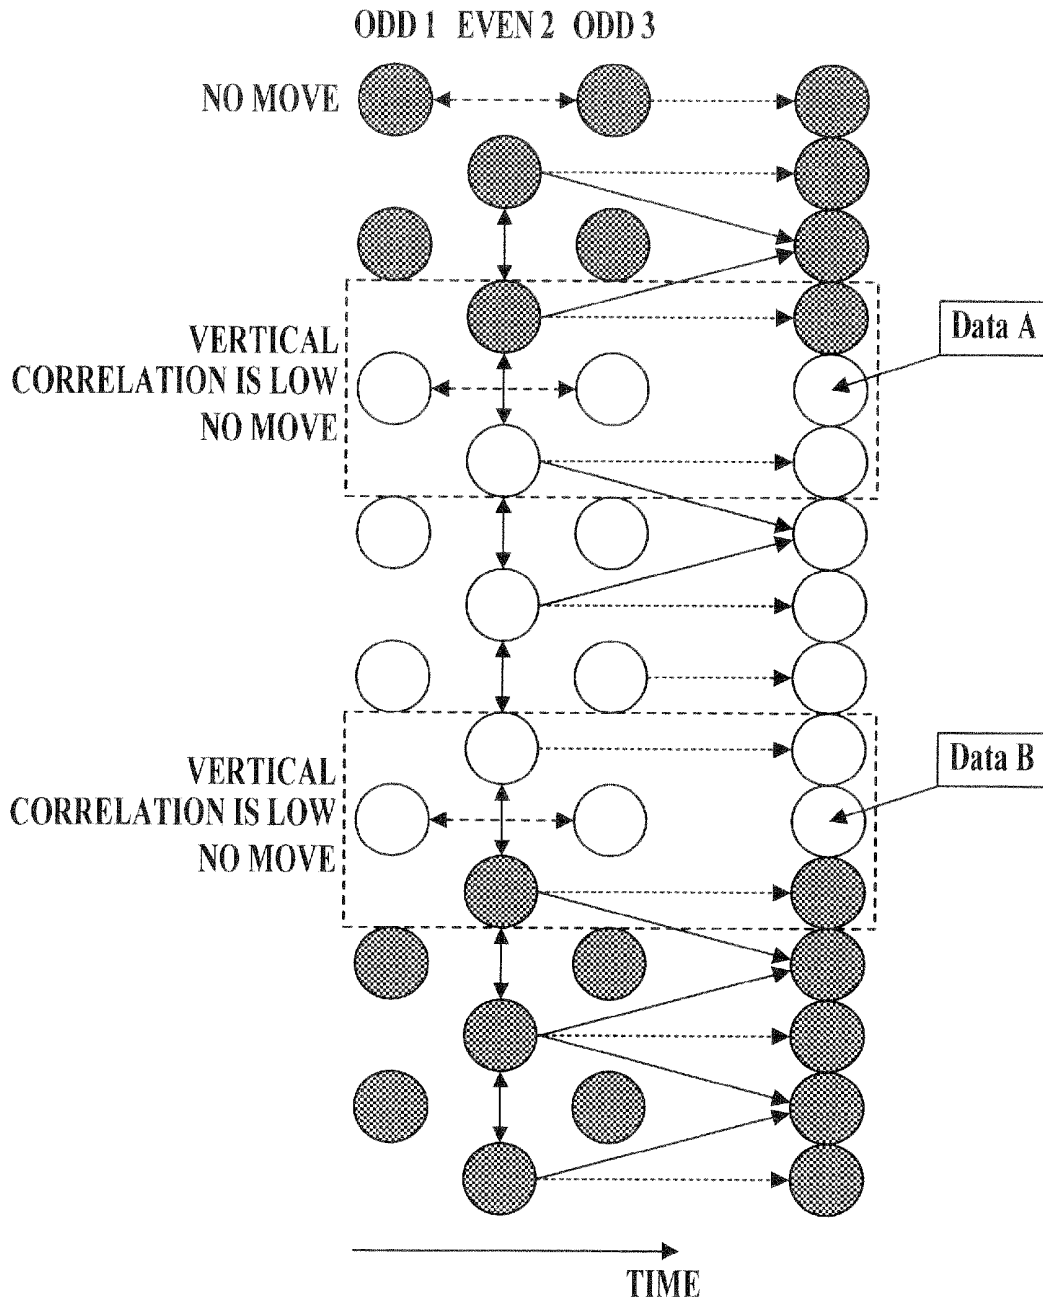 ODD 1 EVEN 2 ODD 3
NO MOVE
Data A
VERTICAL
CORRELATION IS LOW
NO MOVE
Data B
VERTICAL
CORRELATION IS LOW
NO MOVE
TIME